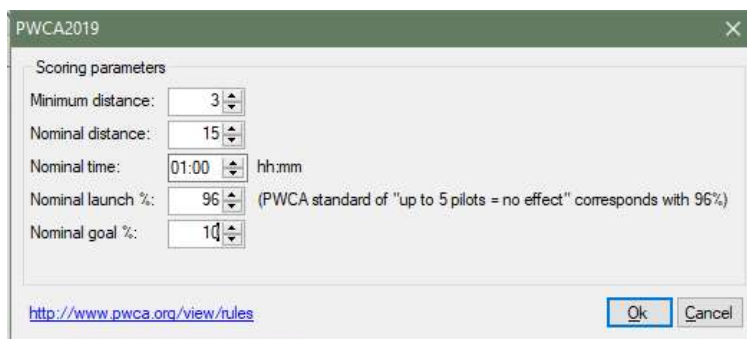 PWCA2019
Scoring parameters
Minimum distance: 3
Nominal distance: 15
Nominal time: 01:00 hh:mm
Nominal launch %: 96 (PWCA standard of "up to 5 pilots = no effect" corresponds with 96%)
Nominal goal %: 10
http://www.pwca.org/view/rules Ok Cancel